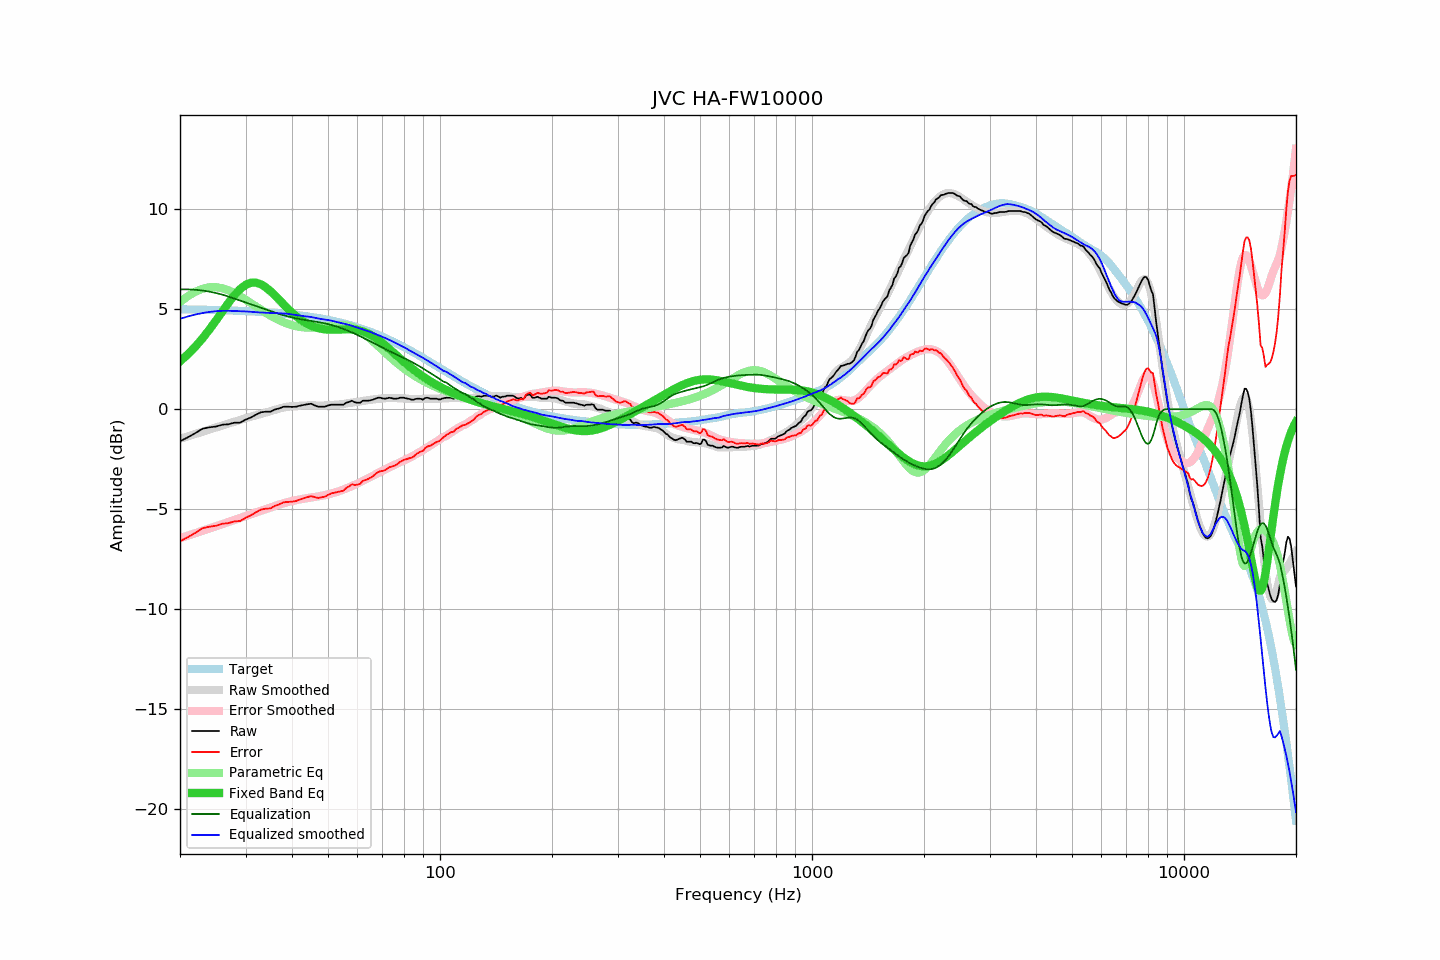 JVC HA-FW10000
Amplitude (dBr)
10
5
0
−5
−10
−15
−20
Target
Raw Smoothed
Error Smoothed
Raw
Error
Parametric Eq
Fixed Band Eq
Equalization
Equalized smoothed
100
1000
10000
Frequency (Hz)